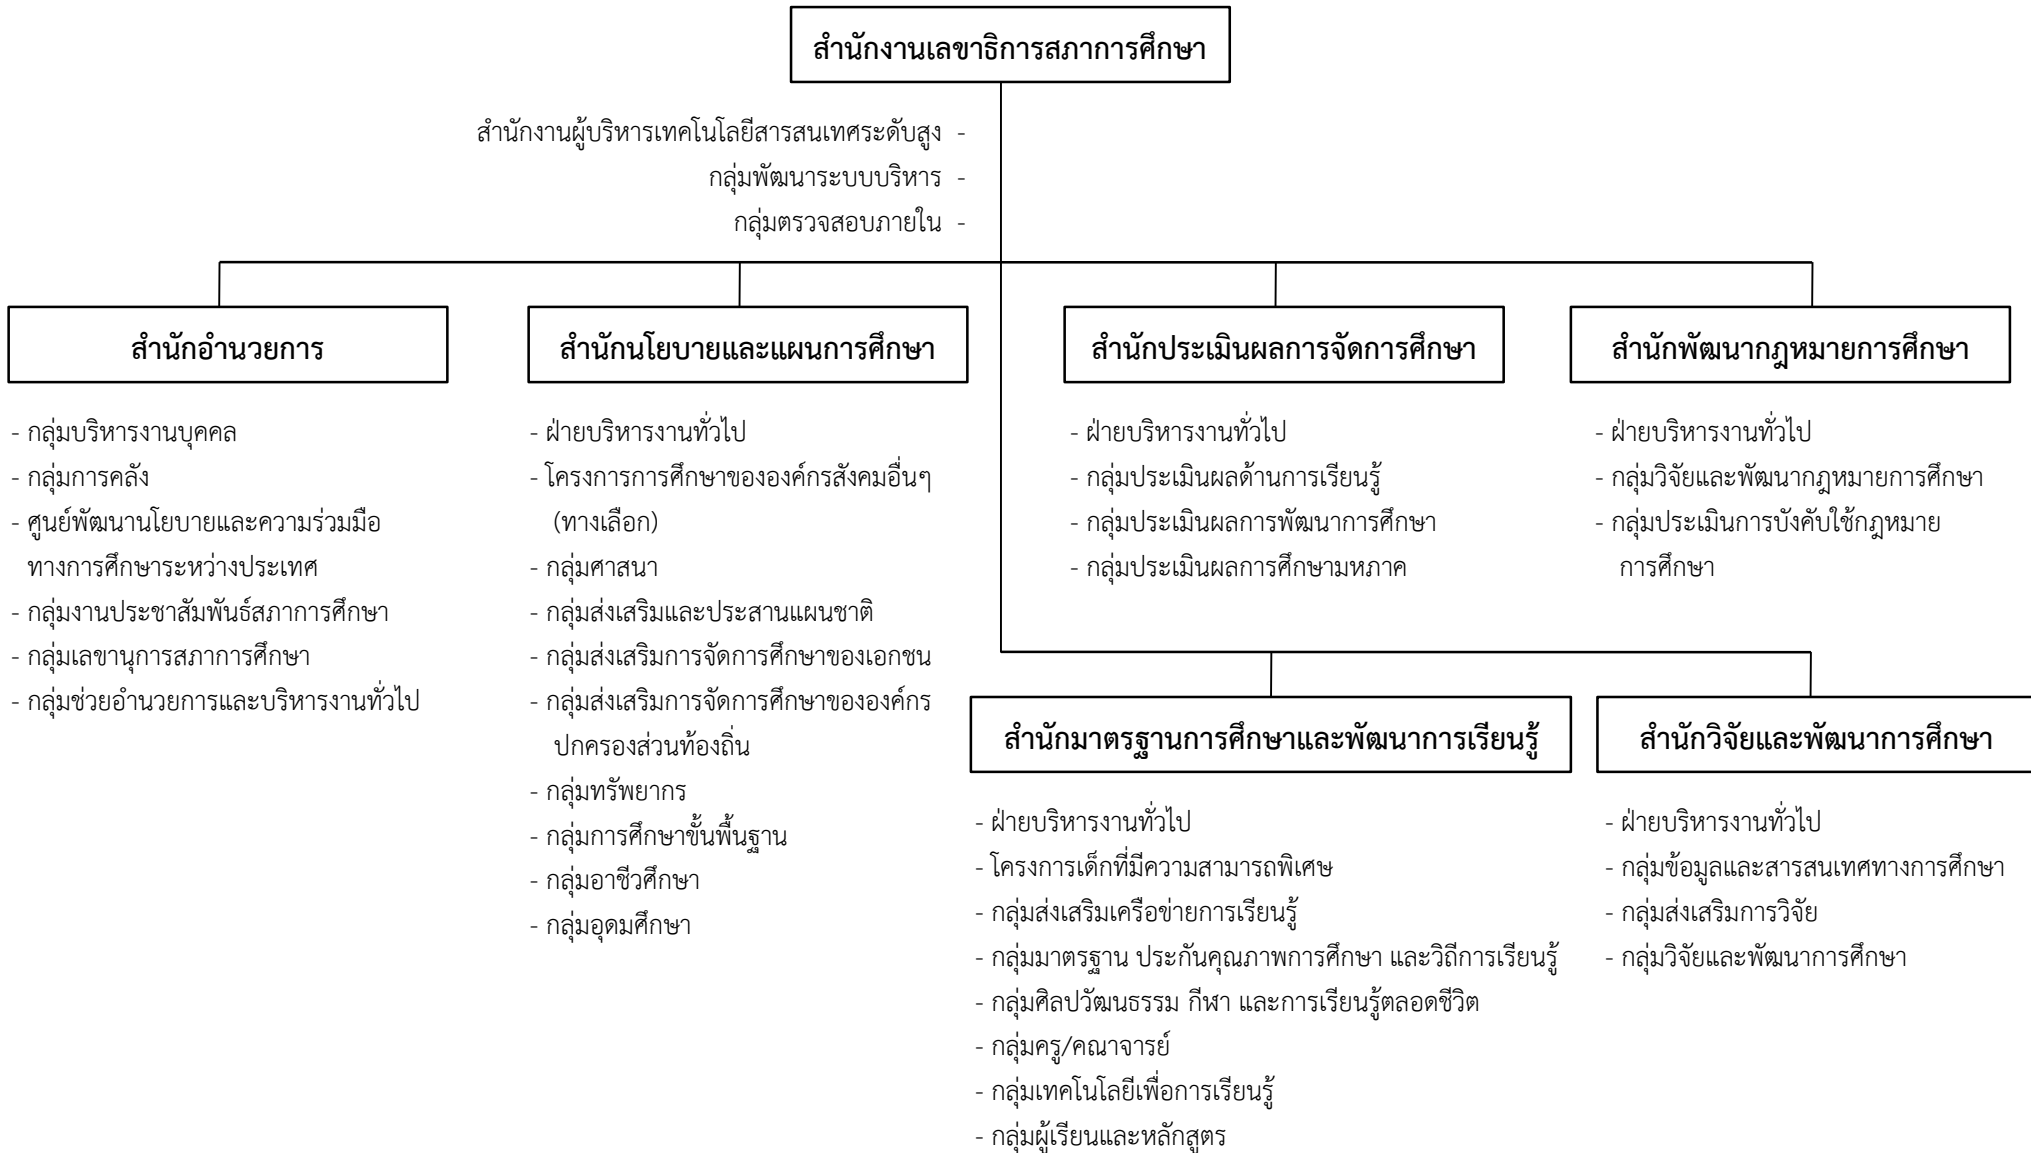 สำนักงานเลขาธิการสภาการศึกษา
สำนักงานผู้บริหารเทคโนโลยีสารสนเทศระดับสูง -
กลุ่มพัฒนาระบบบริหาร -
กลุ่มตรวจสอบภายใน -
สำนักอำนวยการ
- กลุ่มบริหารงานบุคคล
- กลุ่มการคลัง
- ศูนย์พัฒนานโยบายและความร่วมมือ
ทางการศึกษาระหว่างประเทศ
- กลุ่มงานประชาสัมพันธ์สภาการศึกษา
- กลุ่มเลขานุการสภาการศึกษา
- กลุ่มช่วยอำนวยการและบริหารงานทั่วไป
สำนักนโยบายและแผนการศึกษา
- ฝ่ายบริหารงานทั่วไป
- โครงการการศึกษาขององค์กรสังคมอื่นๆ
(ทางเลือก)
- กลุ่มศาสนา
- กลุ่มส่งเสริมและประสานแผนชาติ
- กลุ่มส่งเสริมการจัดการศึกษาของเอกชน
- กลุ่มส่งเสริมการจัดการศึกษาขององค์กร
ปกครองส่วนท้องถิ่น
- กลุ่มทรัพยากร
- กลุ่มการศึกษาขั้นพื้นฐาน
- กลุ่มอาชีวศึกษา
- กลุ่มอุดมศึกษา
สำนักประเมินผลการจัดการศึกษา
- ฝ่ายบริหารงานทั่วไป
- กลุ่มประเมินผลด้านการเรียนรู้
- กลุ่มประเมินผลการพัฒนาการศึกษา
- กลุ่มประเมินผลการศึกษามหภาค
สำนักพัฒนากฎหมายการศึกษา
- ฝ่ายบริหารงานทั่วไป
- กลุ่มวิจัยและพัฒนากฎหมายการศึกษา
- กลุ่มประเมินการบังคับใช้กฎหมาย
การศึกษา
สำนักมาตรฐานการศึกษาและพัฒนาการเรียนรู้
- ฝ่ายบริหารงานทั่วไป
- โครงการเด็กที่มีความสามารถพิเศษ
- กลุ่มส่งเสริมเครือข่ายการเรียนรู้
- กลุ่มมาตรฐาน ประกันคุณภาพการศึกษา และวิถีการเรียนรู้
- กลุ่มศิลปวัฒนธรรม กีฬา และการเรียนรู้ตลอดชีวิต
- กลุ่มครู/คณาจารย์
- กลุ่มเทคโนโลยีเพื่อการเรียนรู้
- กลุ่มผู้เรียนและหลักสูตร
สำนักวิจัยและพัฒนาการศึกษา
- ฝ่ายบริหารงานทั่วไป
- กลุ่มข้อมูลและสารสนเทศทางการศึกษา
- กลุ่มส่งเสริมการวิจัย
- กลุ่มวิจัยและพัฒนาการศึกษา